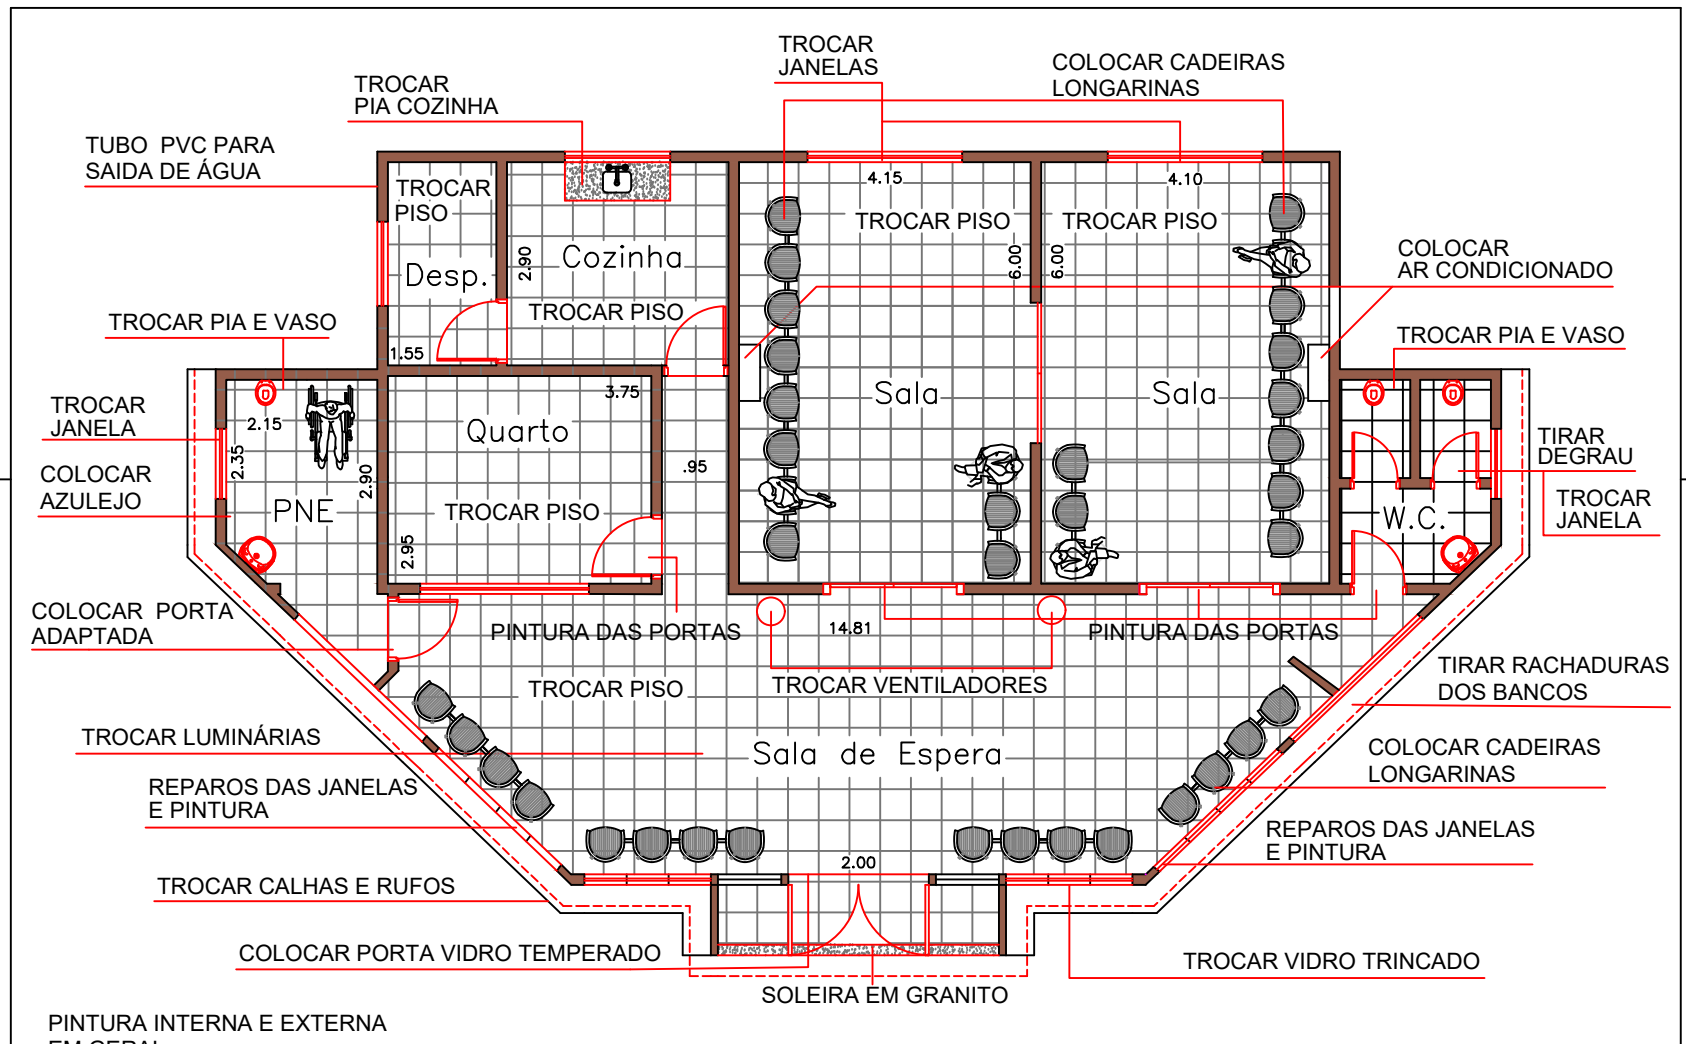 TROCAR
JANELAS
COLOCAR CADEIRAS
LONGARINAS
TROCAR
PIA COZINHA
TUBO  PVC PARA
SAIDA DE ÁGUA
TROCAR
PISO
4.15
4.10
TROCAR PISO
TROCAR PISO
Cozinha
2.90
Desp.
6.00
6.00
COLOCAR
AR CONDICIONADO
TROCAR PISO
TROCAR PIA E VASO
TROCAR PIA E VASO
1.55
3.75
Sala
Sala
TROCAR
JANELA
2.15
Quarto
2.35
2.90
.95
TIRAR
DEGRAU
COLOCAR
AZULEJO
PNE
TROCAR PISO
W.C.
TROCAR
JANELA
2.95
COLOCAR  PORTA
ADAPTADA
PINTURA DAS PORTAS
14.81
PINTURA DAS PORTAS
TROCAR PISO
TROCAR VENTILADORES
TIRAR RACHADURAS
DOS BANCOS
TROCAR LUMINÁRIAS
Sala de Espera
COLOCAR CADEIRAS
LONGARINAS
REPAROS DAS JANELAS
E PINTURA
REPAROS DAS JANELAS
E PINTURA
2.00
TROCAR CALHAS E RUFOS
COLOCAR PORTA VIDRO TEMPERADO
TROCAR VIDRO TRINCADO
SOLEIRA EM GRANITO
PINTURA INTERNA E EXTERNA
EM GERAL